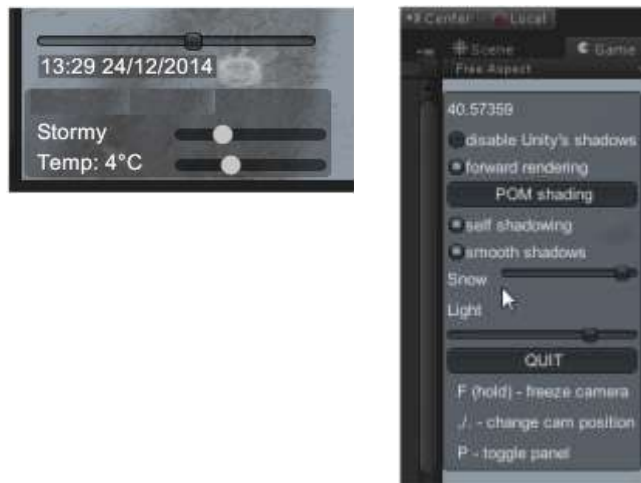 13:29 24/12/2014
Stormy
Temp: 4°C
Center Local
Scene Game
Free Aspect
40.57359
disable Unity's shadows
forward rendering
POM shading
self shadowing
smooth shadows
Snow
Light
QUIT
F (hold) - freeze camera
./. - change cam position
P - toggle panel